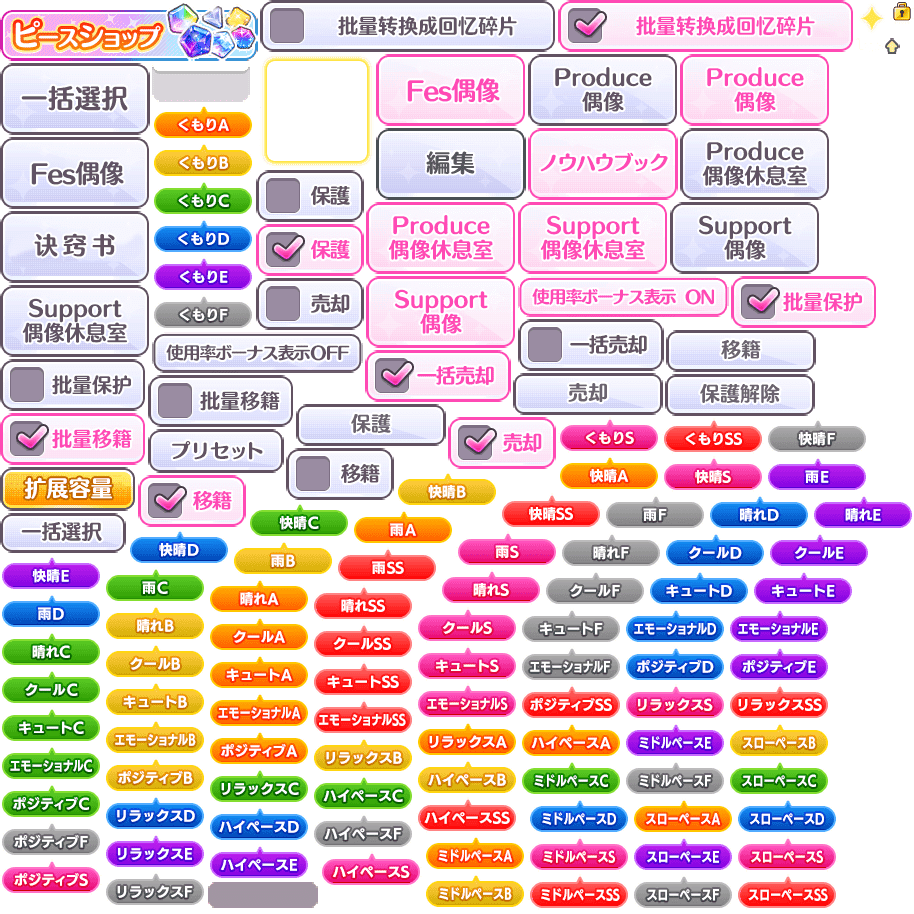 ピースショップ
批量转换成回忆碎片
批量转换成回忆碎片
一括選択
くもりA
Fes偶像
Produce
偶像
Produce
偶像
Fes偶像
くもりB
保護
編集
ノウハウブック
Produce
偶像休息室
くもりC
诀窍书
くもりD
保護
Produce
偶像休息室
Support
偶像休息室
Support
偶像
くもりE
Support
偶像休息室
くもりF
売却
Support
偶像
使用率ボーナス表示 ON
批量保护
使用率ボーナス表示OFF
一括売却
移籍
批量保护
批量移籍
一括売却
売却
保護解除
批量移籍
プリセット
保護
売却
くもりS
くもりSS
快晴F
移籍
快晴A
快晴S
雨E
扩展容量
移籍
快晴B
快晴SS
雨F
晴れD
晴れE
一括選択
快晴C
雨A
快晴D
雨B
雨S
晴れF
クールD
クールE
快晴E
雨C
雨SS
晴れS
クールF
キュートD
キュートE
雨D
晴れA
晴れSS
晴れB
クールS
キュートF
エモーショナルD
エモーショナルE
晴れC
クールA
クールSS
クールB
キュートS
エモーショナルF
ポジティブD
ポジティブE
クールC
キュートA
キュートSS
キュートB
エモーショナルS
ポジティブSS
リラックスS
リラックスSS
キュートC
エモーショナルA
エモーショナルSS
エモーショナルB
リラックスA
ハイペースA
ミドルペースE
スローペースB
エモーショナルC
ポジティブA
リラックスB
ポジティブB
ハイペースB
ミドルペースC
ミドルペースF
スローペースC
ポジティブC
リラックスC
ハイペースC
リラックスD
ハイペースSS
ミドルペースD
スローペースA
スローペースD
ポジティブF
ハイペースD
ハイペースF
リラックスE
ミドルペースA
ミドルペースS
スローペースE
スローペースS
ポジティブS
ハイペースE
ハイペースS
リラックスF
ミドルペースB
ミドルペースSS
スローペースF
スローペースSS